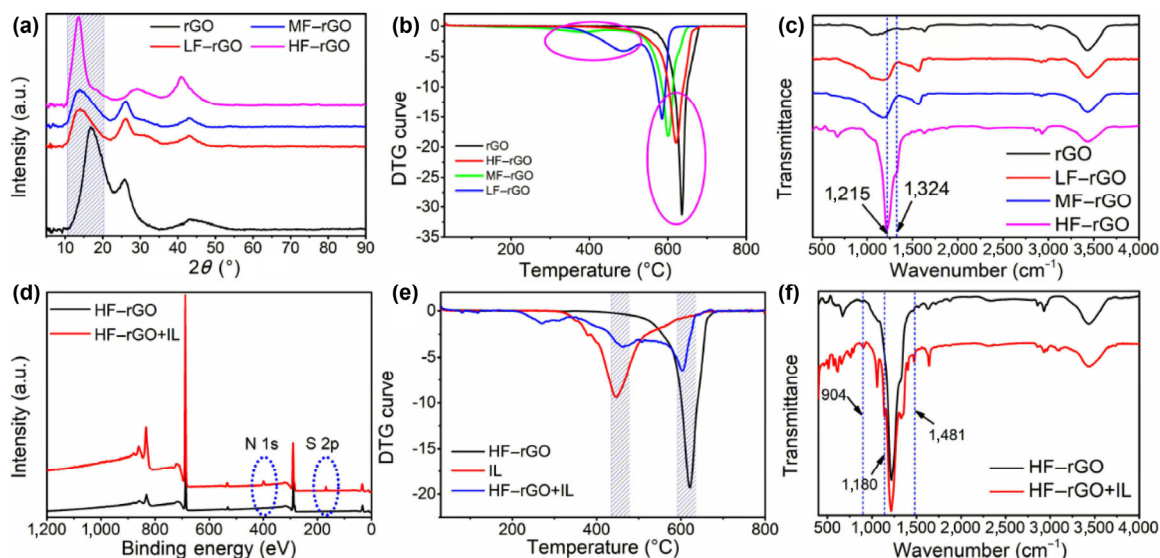 (a)
rGO
MF–rGO
LF–rGO
HF–rGO
Intensity (a.u.)
5 10 20 30 40 50 60 70 80 90
2θ (°)
(b)
0
-5
-10
-15
-20
-25
-30
-35
DTG curve
rGO
HF–rGO
MF–rGO
LF–rGO
0 200 400 600 800
Temperature (°C)
(c)
Transmittance
1,215
1,324
rGO
LF–rGO
MF–rGO
HF–rGO
500 1,000 1,500 2,000 2,500 3,000 3,500 4,000
Wavenumber (cm⁻¹)
(d)
HF–rGO
HF–rGO+IL
Intensity (a.u.)
N 1s
S 2p
1,200 1,000 800 600 400 200 0
Binding energy (eV)
(e)
0
-5
-10
-15
-20
DTG curve
HF–rGO
IL
HF–rGO+IL
0 200 400 600 800
Temperature (°C)
(f)
Transmittance
904
1,180
1,481
HF–rGO
HF–rGO+IL
500 1,000 1,500 2,000 2,500 3,000 3,500 4,000
Wavenumber (cm⁻¹)